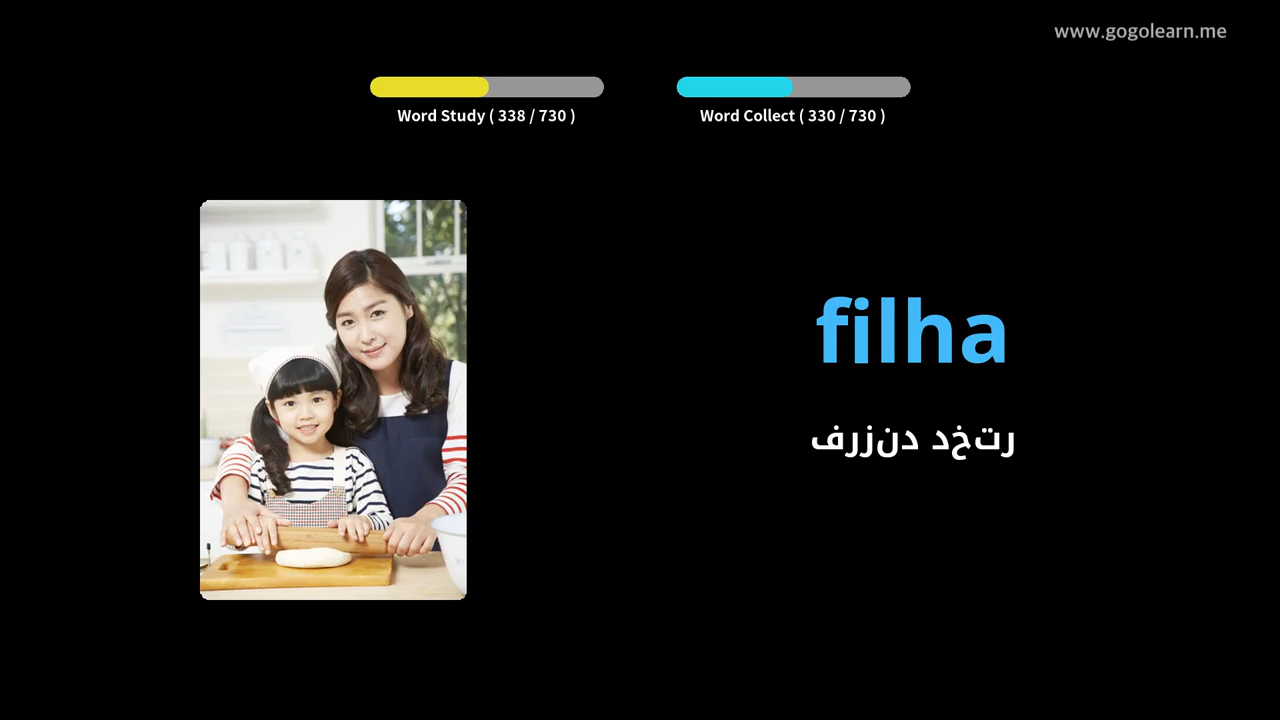 www.gogolearn.me
Word Study ( 338 / 730 )
Word Collect ( 330 / 730 )
filha
فرزند دختر